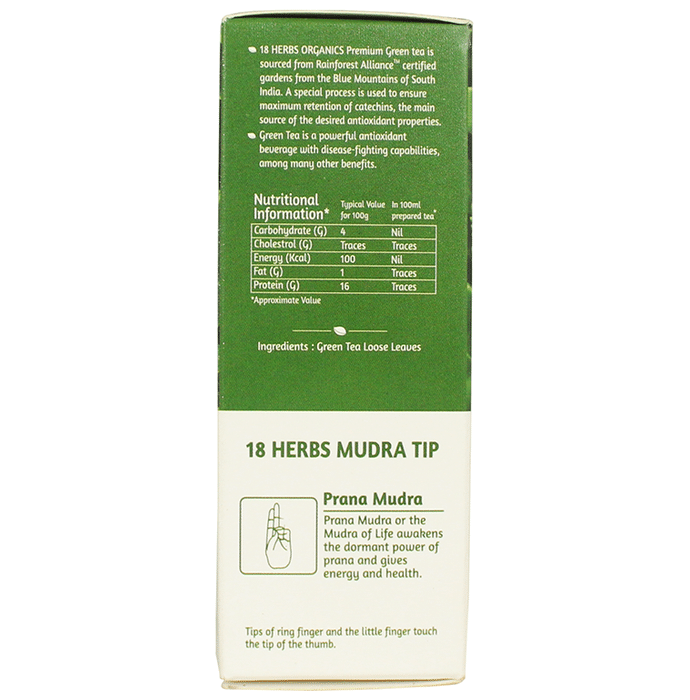 18 HERBS ORGANICS Premium Green tea is
sourced from Rainforest Alliance™ certified
gardens from the Blue Mountains of South
India. A special process is used to ensure
maximum retention of catechins, the main
source of the desired antioxidant properties.
Green Tea is a powerful antioxidant
beverage with disease-fighting capabilities,
among many other benefits.
Nutritional Information* Typical Value for 100g In 100ml prepared tea*
Carbohydrate (G) 4 Nil
Cholestrol (G) Traces Traces
Energy (Kcal) 100 Nil
Fat (G) 1 Traces
Protein (G) 16 Traces
*Approximate Value
Ingredients : Green Tea Loose Leaves
18 HERBS MUDRA TIP
Prana Mudra
Prana Mudra or the
Mudra of Life awakens
the dormant power of
prana and gives
energy and health.
Tips of ring finger and the little finger touch
the tip of the thumb.